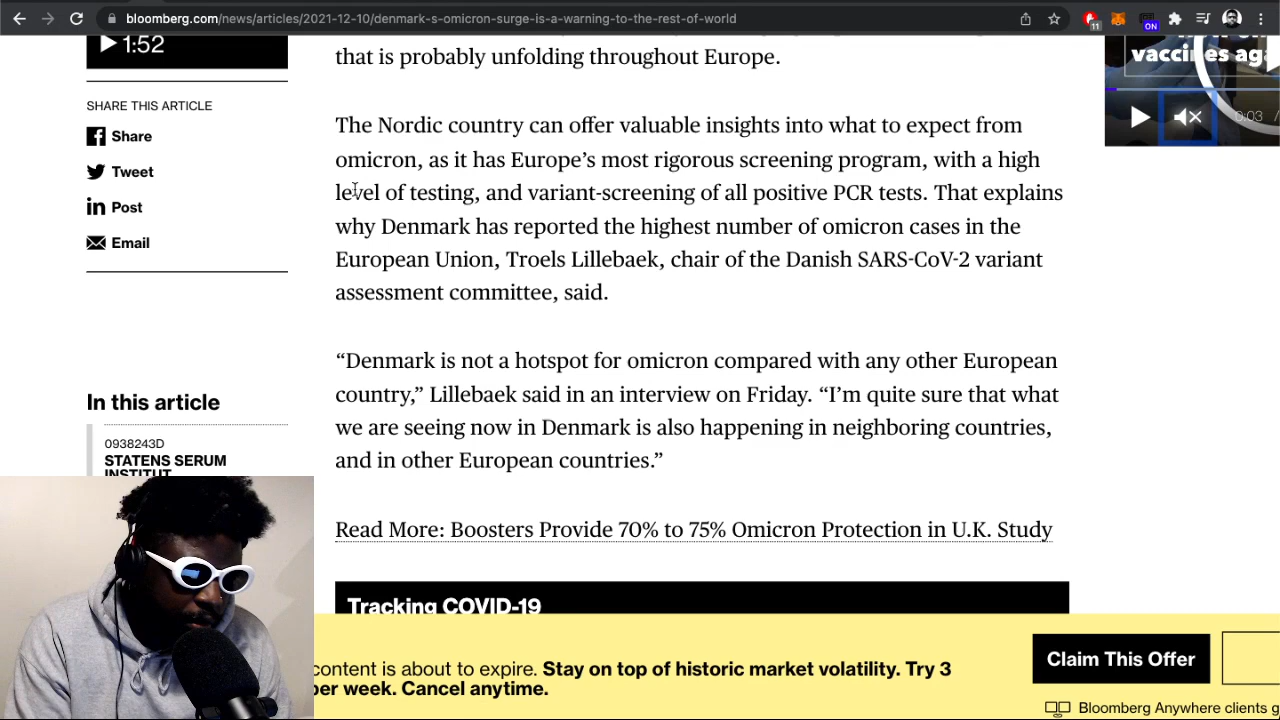 bloomberg.com/news/articles/2021-12-10/denmark-s-omicron-surge-is-a-warning-to-the-rest-of-world
11
ON
1:52
SHARE THIS ARTICLE
Share
Tweet
Post
Email
In this article
0938243D
STATENS SERUM
INSTITUT
that is probably unfolding throughout Europe.
The Nordic country can offer valuable insights into what to expect from
omicron, as it has Europe’s most rigorous screening program, with a high
level of testing, and variant-screening of all positive PCR tests. That explains
why Denmark has reported the highest number of omicron cases in the
European Union, Troels Lillebaek, chair of the Danish SARS-CoV-2 variant
assessment committee, said.
“Denmark is not a hotspot for omicron compared with any other European
country,” Lillebaek said in an interview on Friday. “I’m quite sure that what
we are seeing now in Denmark is also happening in neighboring countries,
and in other European countries.”
Read More: Boosters Provide 70% to 75% Omicron Protection in U.K. Study
Tracking COVID-19
vaccines aga
0:03 /
content is about to expire. Stay on top of historic market volatility. Try 3
per week. Cancel anytime.
Claim This Offer
Bloomberg Anywhere clients g